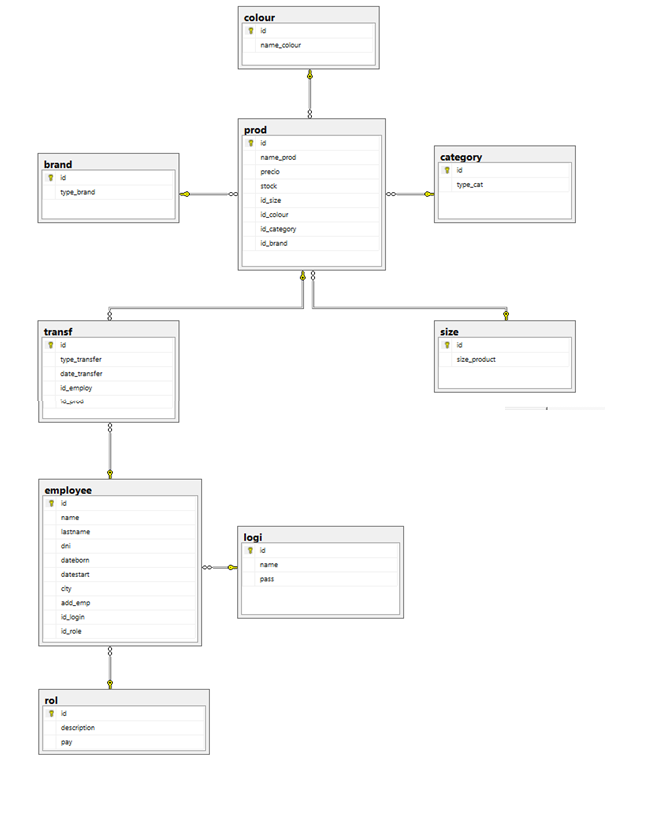 colour
id
name_colour
prod
id
name_prod
precio
stock
id_size
id_colour
id_category
id_brand
brand
id
type_brand
category
id
type_cat
transf
id
type_transfer
date_transfer
id_employ
id_prod
size
id
size_product
employee
id
name
lastname
dni
dateborn
datestart
city
add_emp
id_login
id_role
logi
id
name
pass
rol
id
description
pay